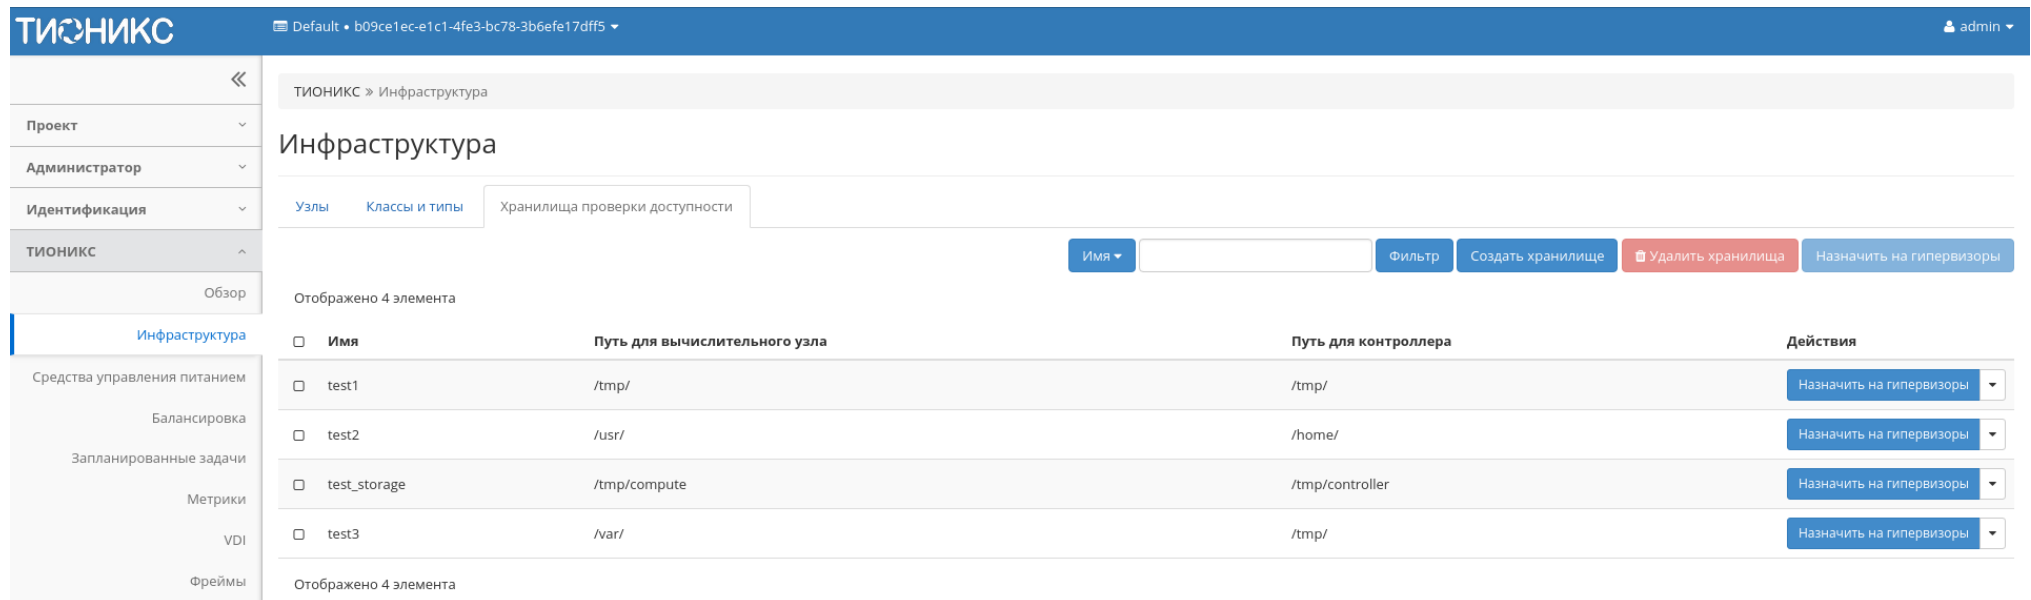 ТИОНИКС
Default • b09ce1ec-e1c1-4fe3-bc78-3b6efe17dff5
admin
Проект
Администратор
Идентификация
ТИОНИКС
Обзор
Инфраструктура
Средства управления питанием
Балансировка
Запланированные задачи
Метрики
VDI
Фреймы
ТИОНИКС » Инфраструктура
Инфраструктура
Узлы Классы и типы Хранилища проверки доступности
Имя Фильтр Создать хранилище Удалить хранилища Назначить на гипервизоры
Отображено 4 элемента
Имя Путь для вычислительного узла Путь для контроллера Действия
test1 /tmp/ /tmp/ Назначить на гипервизоры
test2 /usr/ /home/ Назначить на гипервизоры
test_storage /tmp/compute /tmp/controller Назначить на гипервизоры
test3 /var/ /tmp/ Назначить на гипервизоры
Отображено 4 элемента